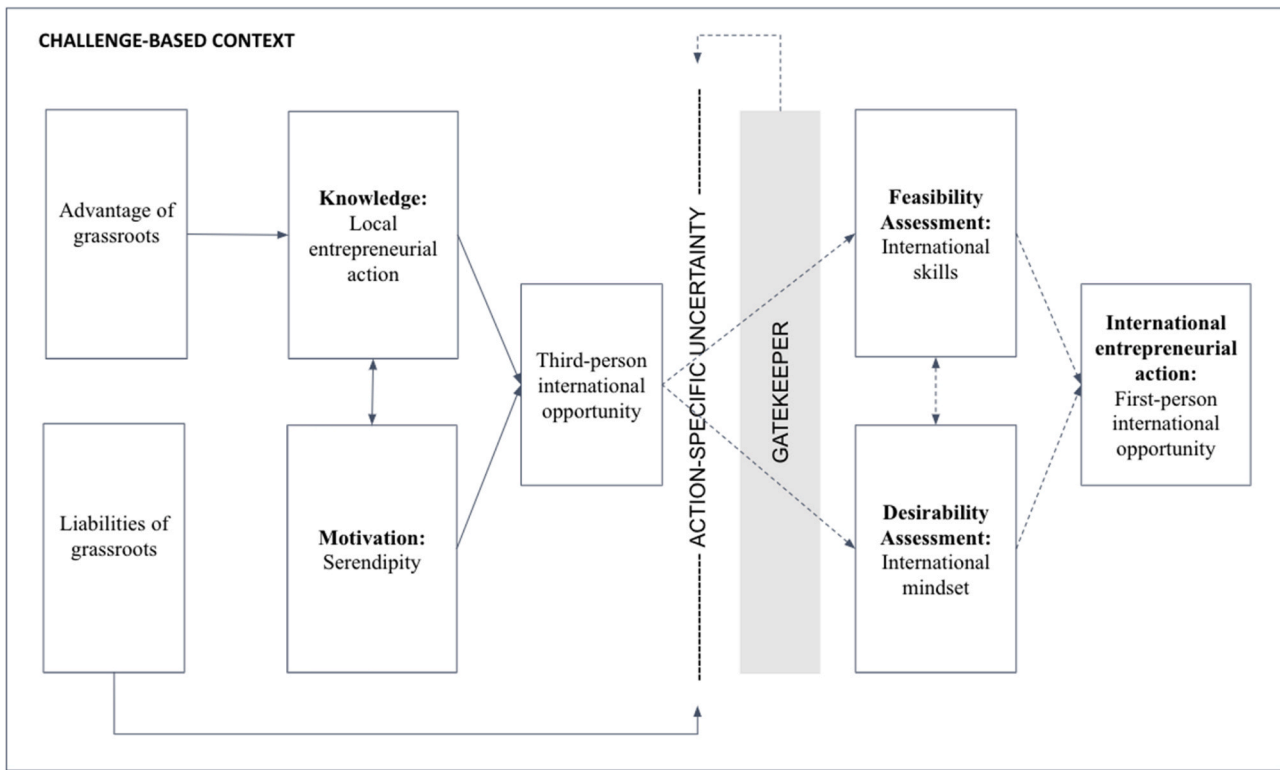 CHALLENGE-BASED CONTEXT
Advantage of
grassroots
Knowledge:
Local
entrepreneurial
action
Liabilities of
grassroots
Motivation:
Serendipity
Third-person
international
opportunity
ACTION-SPECIFIC UNCERTAINTY
GATEKEEPER
Feasibility
Assessment:
International
skills
Desirability
Assessment:
International
mindset
International
entrepreneurial
action:
First-person
international
opportunity